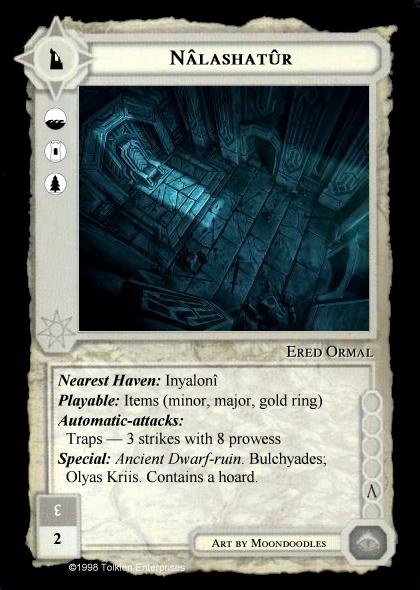 Nâlashatûr
Ered Ormal
Nearest Haven: Inyalonî
Playable: Items (minor, major, gold ring)
Automatic-attacks:
Traps — 3 strikes with 8 prowess
Special: Ancient Dwarf-ruin. Bulchyades;
Olyas Kriis. Contains a hoard.
Λ
ε
2
Art by Moondoodles
©1998 Tolkien Enterprises